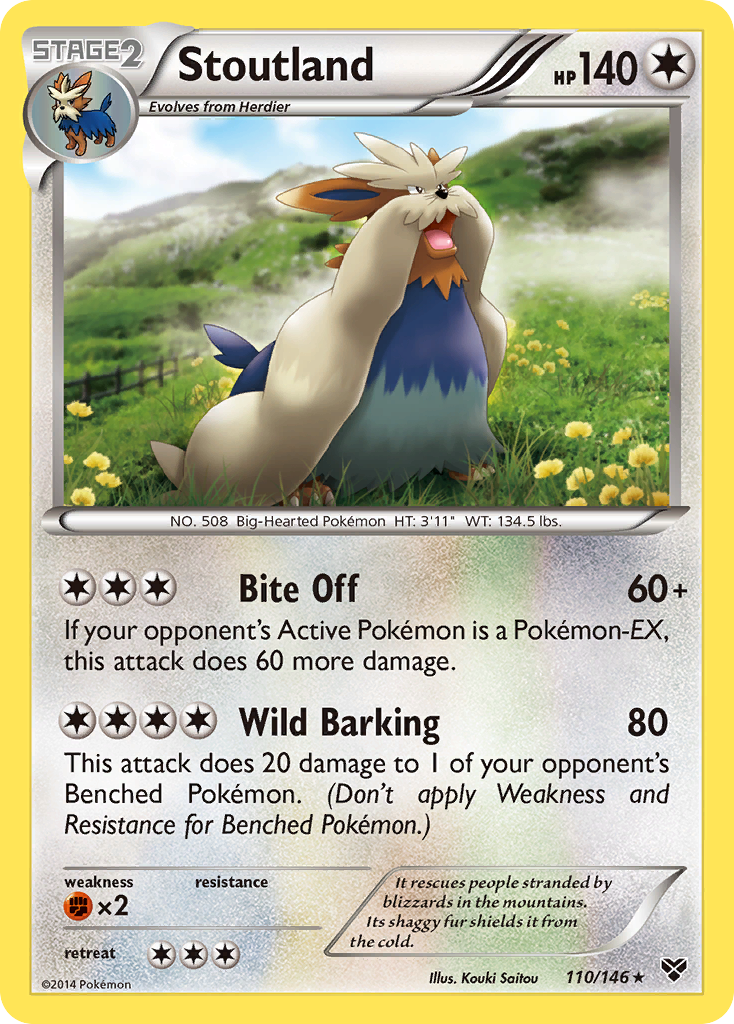 STAGE2
Stoutland
HP140
Evolves from Herdier
NO. 508 Big-Hearted Pokémon HT: 3'11" WT: 134.5 lbs.
Bite Off 60+
If your opponent's Active Pokémon is a Pokémon-EX,
this attack does 60 more damage.
Wild Barking 80
This attack does 20 damage to 1 of your opponent's
Benched Pokémon. (Don't apply Weakness and
Resistance for Benched Pokémon.)
weakness resistance
×2
retreat
It rescues people stranded by
blizzards in the mountains.
Its shaggy fur shields it from
the cold.
©2014 Pokémon
Illus. Kouki Saitou
110/146★